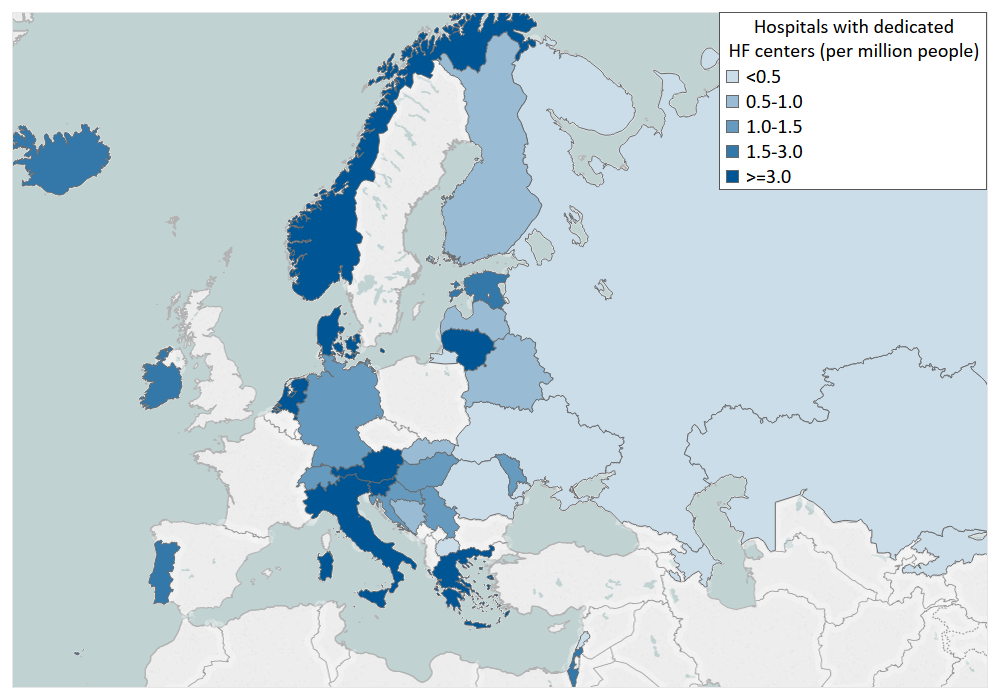 Hospitals with dedicated
HF centers (per million people)
<0.5
0.5-1.0
1.0-1.5
1.5-3.0
>=3.0